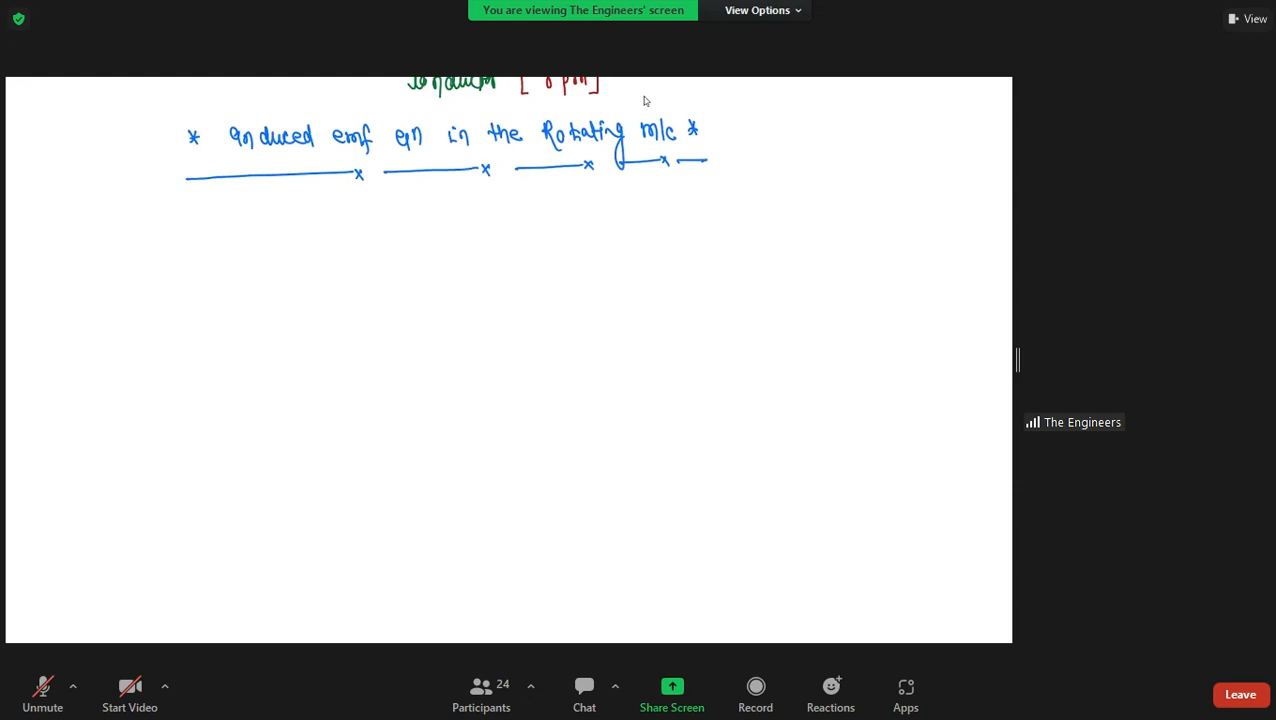 You are viewing The Engineers' screen
View Options
View
[ rpm ]
* Induced emf eqn in the Rotating m/c *
The Engineers
Unmute
Start Video
24
Participants
Chat
Share Screen
Record
Reactions
Apps
Leave